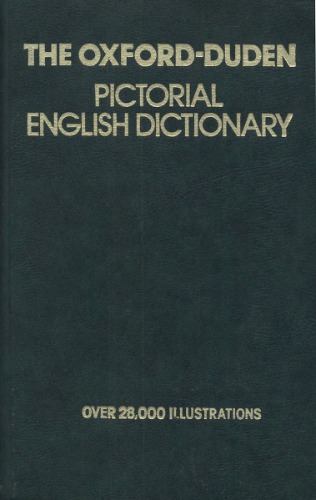 THE OXFORD-DUDEN
PICTORIAL
ENGLISH DICTIONARY
OVER 28,000 ILLUSTRATIONS